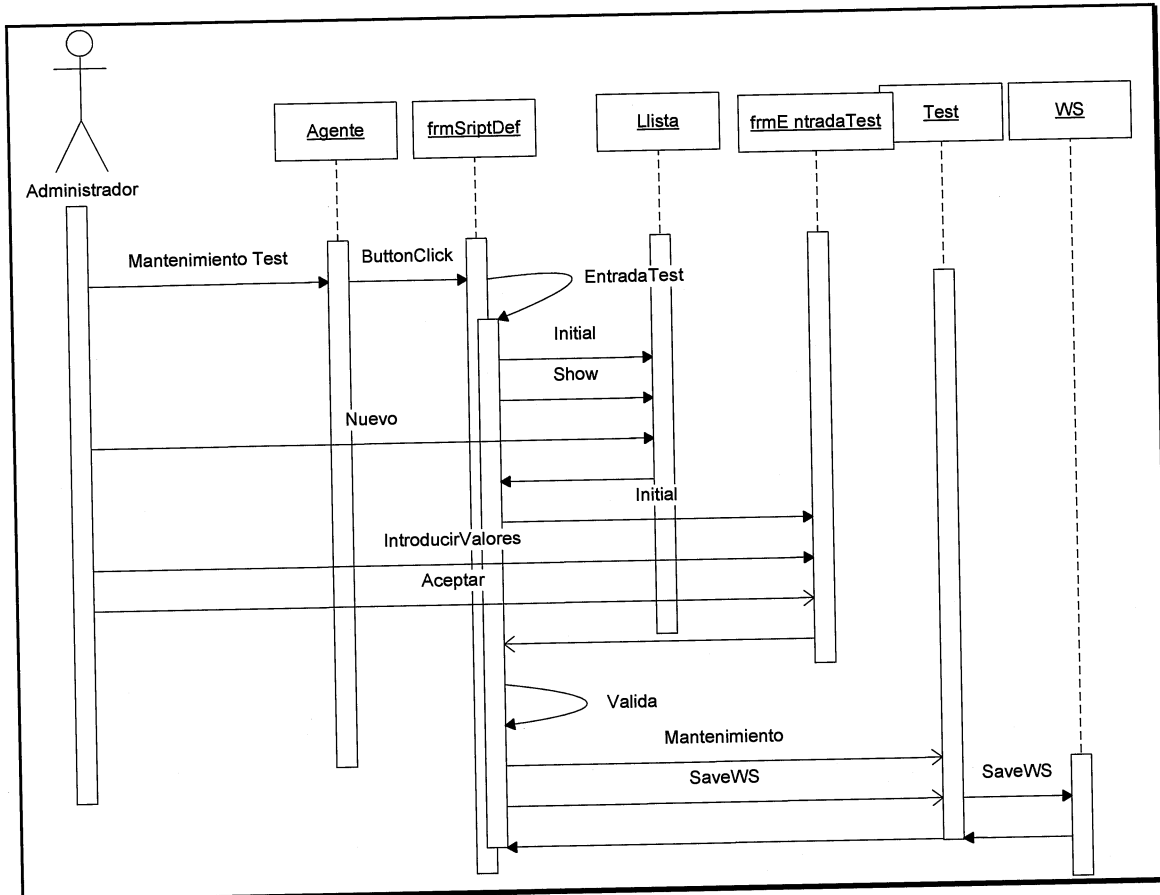 Administrador
Agente
frmSriptDef
Llista
frmE ntradaTest
Test
WS
Mantenimiento Test
ButtonClick
EntradaTest
Initial
Show
Nuevo
Initial
IntroducirValores
Aceptar
Valida
Mantenimiento
SaveWS
SaveWS